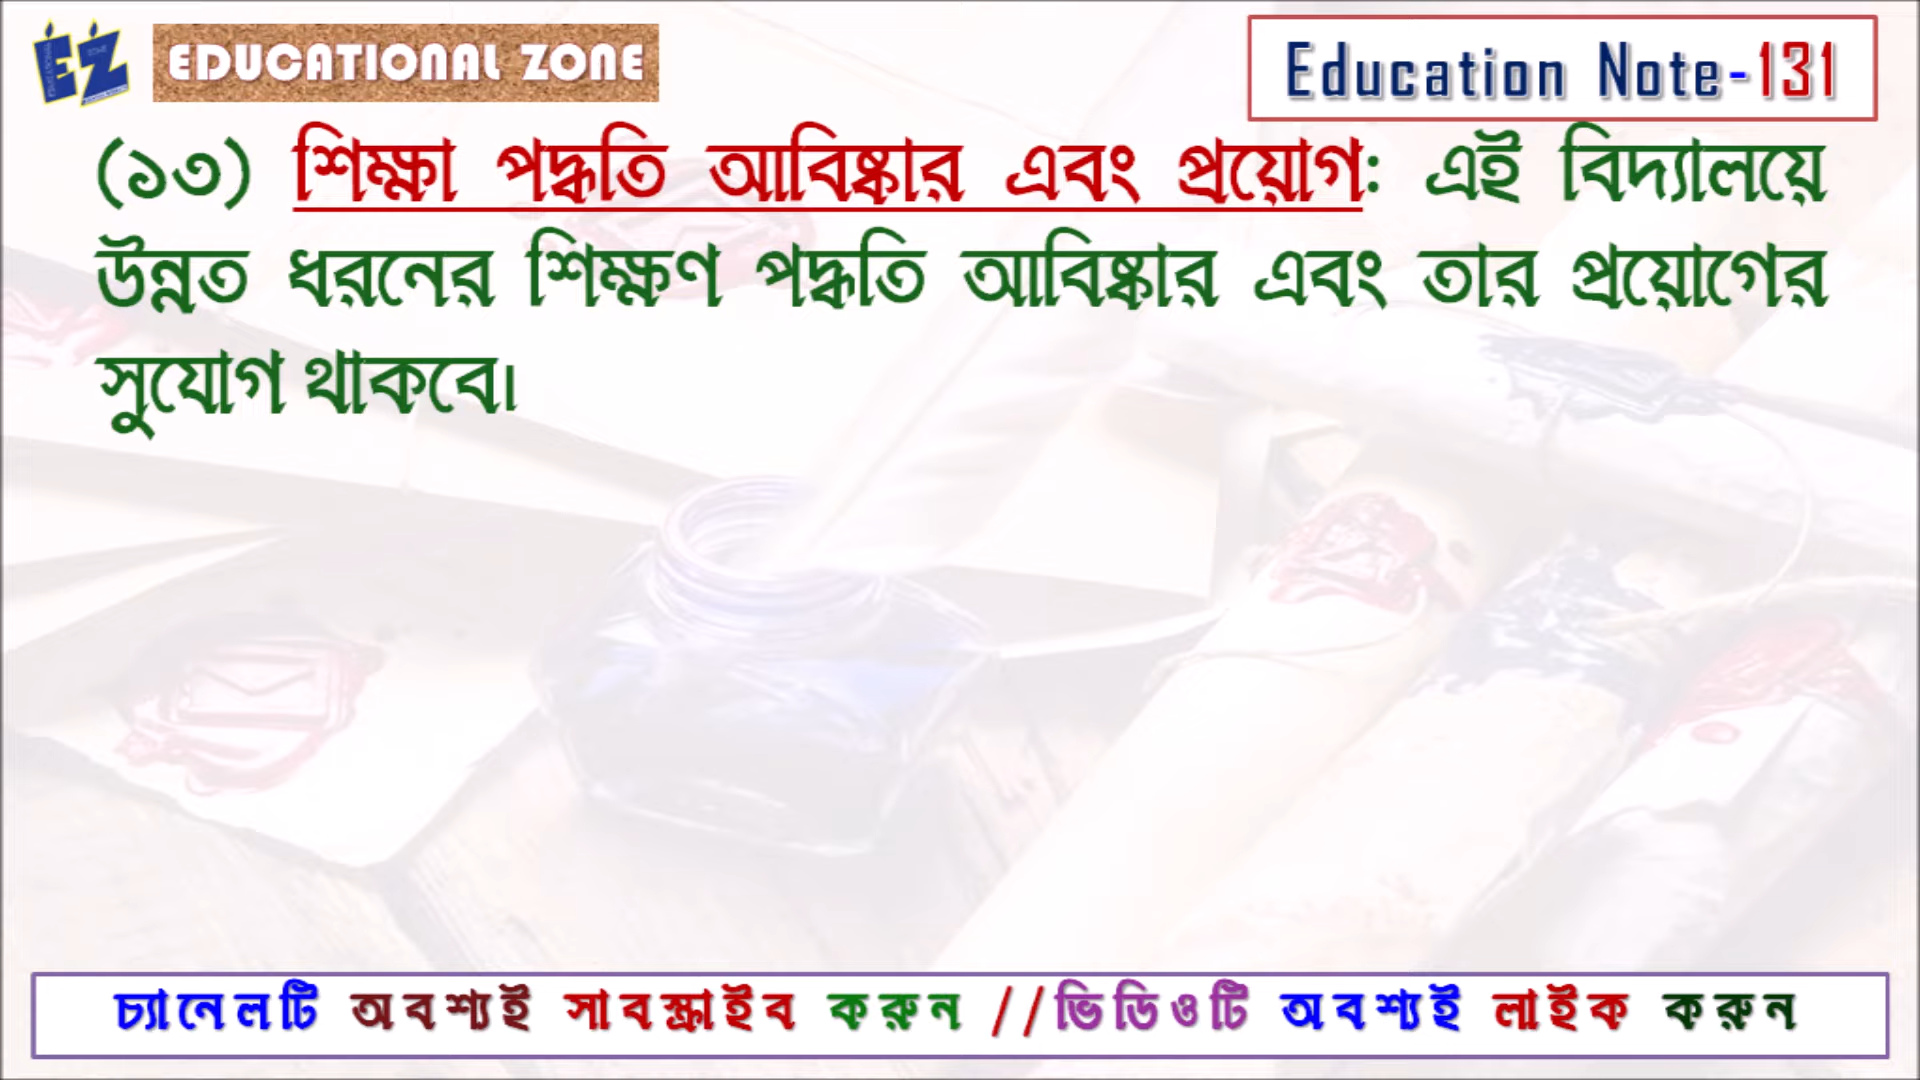 EZ
EDUCATIONAL ZONE
Education Note-131
(১৩) শিক্ষা পদ্ধতি আবিষ্কার এবং প্রয়োগঃ এই বিদ্যালয়ে
উন্নত ধরনের শিক্ষণ পদ্ধতি আবিষ্কার এবং তার প্রয়োগের
সুযোগ থাকবে।
চ্যানেলটি অবশ্যই সাবস্ক্রাইব করুন //ভিডিওটি অবশ্যই লাইক করুন